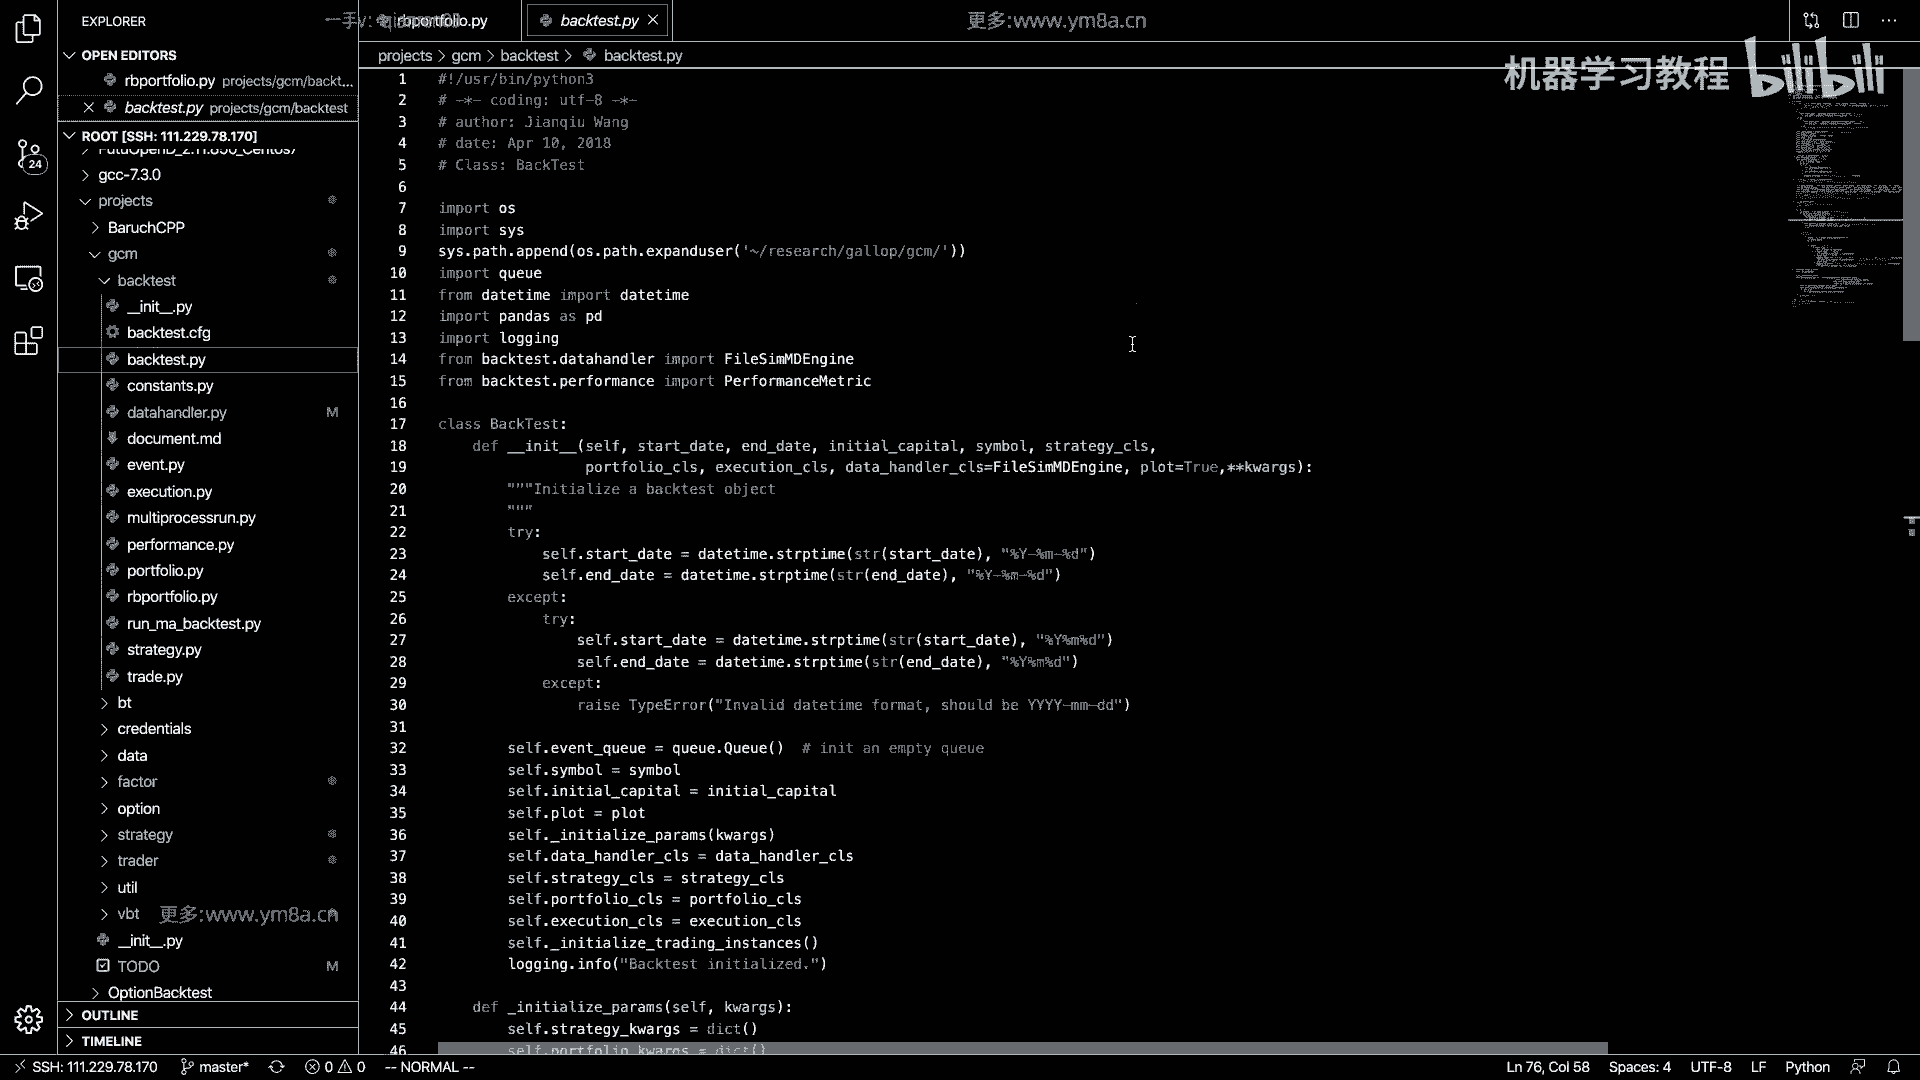 EXPLORER
rbportfolio.py
backtest.py
更多:www.ym8a.cn
OPEN EDITORS
rbportfolio.py projects/gcm/backt...
backtest.py projects/gcm/backtest
ROOT [SSH: 111.229.78.170]
gcc-7.3.0
projects
BaruchCPP
gcm
backtest
__init__.py
backtest.cfg
backtest.py
constants.py
datahandler.py M
document.md
event.py
execution.py
multiprocessrun.py
performance.py
portfolio.py
rbportfolio.py
run_ma_backtest.py
strategy.py
trade.py
bt
credentials
data
factor
option
strategy
trader
util
vbt
更多:www.ym8a.cn
__init__.py
TODO M
OptionBacktest
OUTLINE
TIMELINE
24
projects > gcm > backtest > backtest.py
机器学习教程 bilibili
1 #!/usr/bin/python3
2 # -*- coding: utf-8 -*-
3 # author: Jianqiu Wang
4 # date: Apr 10, 2018
5 # Class: BackTest
6
7 import os
8 import sys
9 sys.path.append(os.path.expanduser('~/research/gallop/gcm/'))
10 import queue
11 from datetime import datetime
12 import pandas as pd
13 import logging
14 from backtest.datahandler import FileSimMDEngine
15 from backtest.performance import PerformanceMetric
16
17 class BackTest:
18 def __init__(self, start_date, end_date, initial_capital, symbol, strategy_cls,
19 portfolio_cls, execution_cls, data_handler_cls=FileSimMDEngine, plot=True,**kwargs):
20 """Initialize a backtest object
21 """
22 try:
23 self.start_date = datetime.strptime(str(start_date), "%Y-%m-%d")
24 self.end_date = datetime.strptime(str(end_date), "%Y-%m-%d")
25 except:
26 try:
27 self.start_date = datetime.strptime(str(start_date), "%Y%m%d")
28 self.end_date = datetime.strptime(str(end_date), "%Y%m%d")
29 except:
30 raise TypeError("Invalid datetime format, should be YYYY-mm-dd")
31
32 self.event_queue = queue.Queue() # init an empty queue
33 self.symbol = symbol
34 self.initial_capital = initial_capital
35 self.plot = plot
36 self._initialize_params(kwargs)
37 self.data_handler_cls = data_handler_cls
38 self.strategy_cls = strategy_cls
39 self.portfolio_cls = portfolio_cls
40 self.execution_cls = execution_cls
41 self._initialize_trading_instances()
42 logging.info("Backtest initialized.")
43
44 def _initialize_params(self, kwargs):
45 self.strategy_kwargs = dict()
46 self.portfolio_kwargs = dict()
SSH: 111.229.78.170 master* 0 0 -- NORMAL -- Ln 76, Col 58 Spaces: 4 UTF-8 LF Python